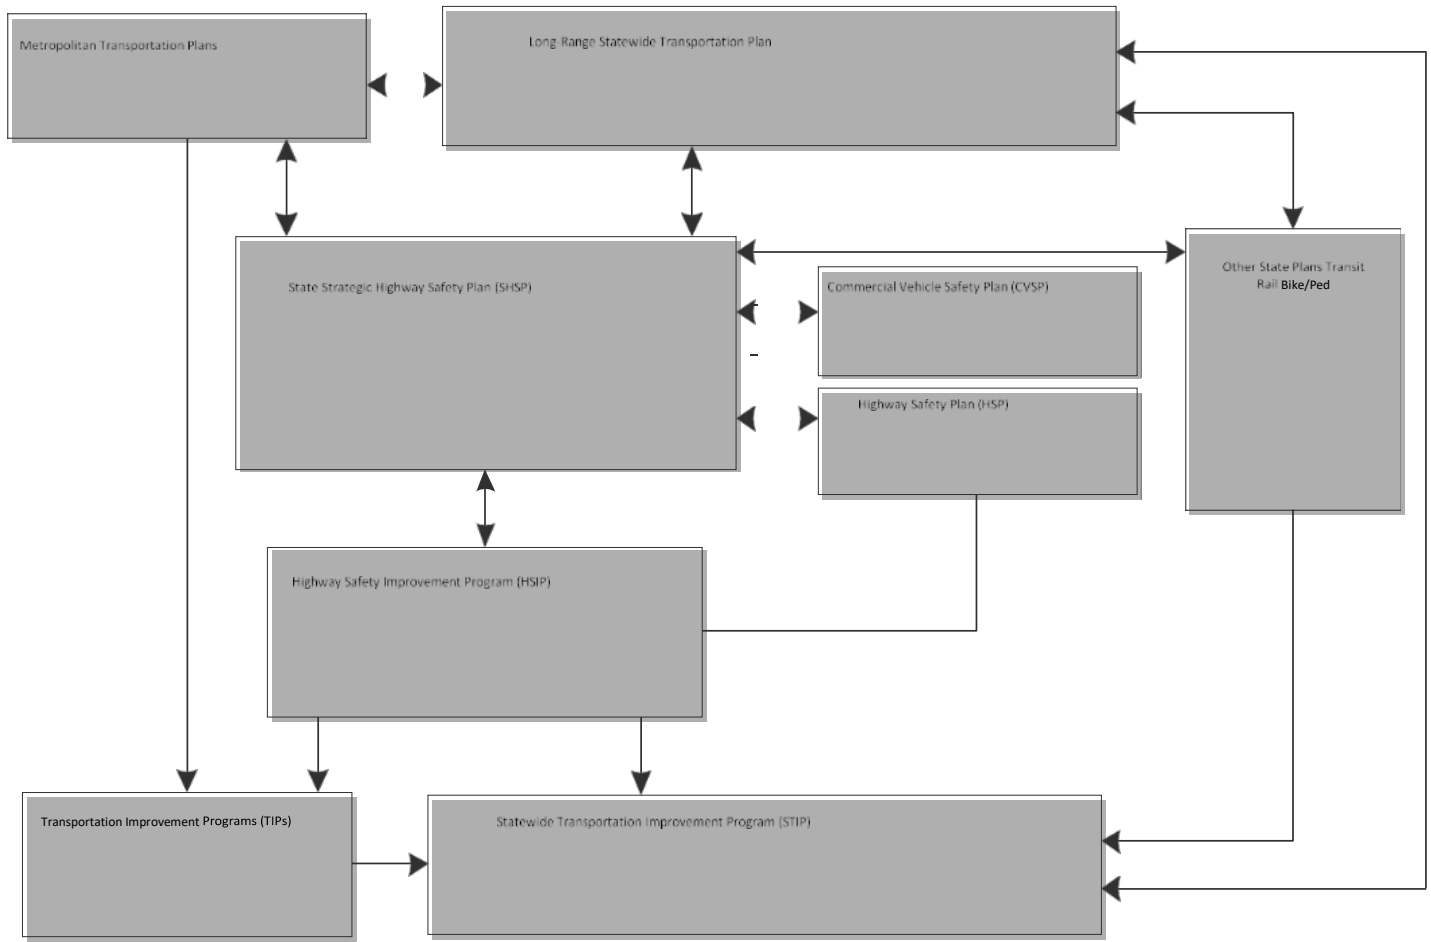 Metropolitan Transportation Plans
Long-Range Statewide Transportation Plan
State Strategic Highway Safety Plan (SHSP)
Commercial Vehicle Safety Plan (CVSP)
Other State Plans Transit
Rail Bike/Ped
Highway Safety Plan (HSP)
Highway Safety Improvement Program (HSIP)
Transportation Improvement Programs (TIPs)
Statewide Transportation Improvement Program (STIP)